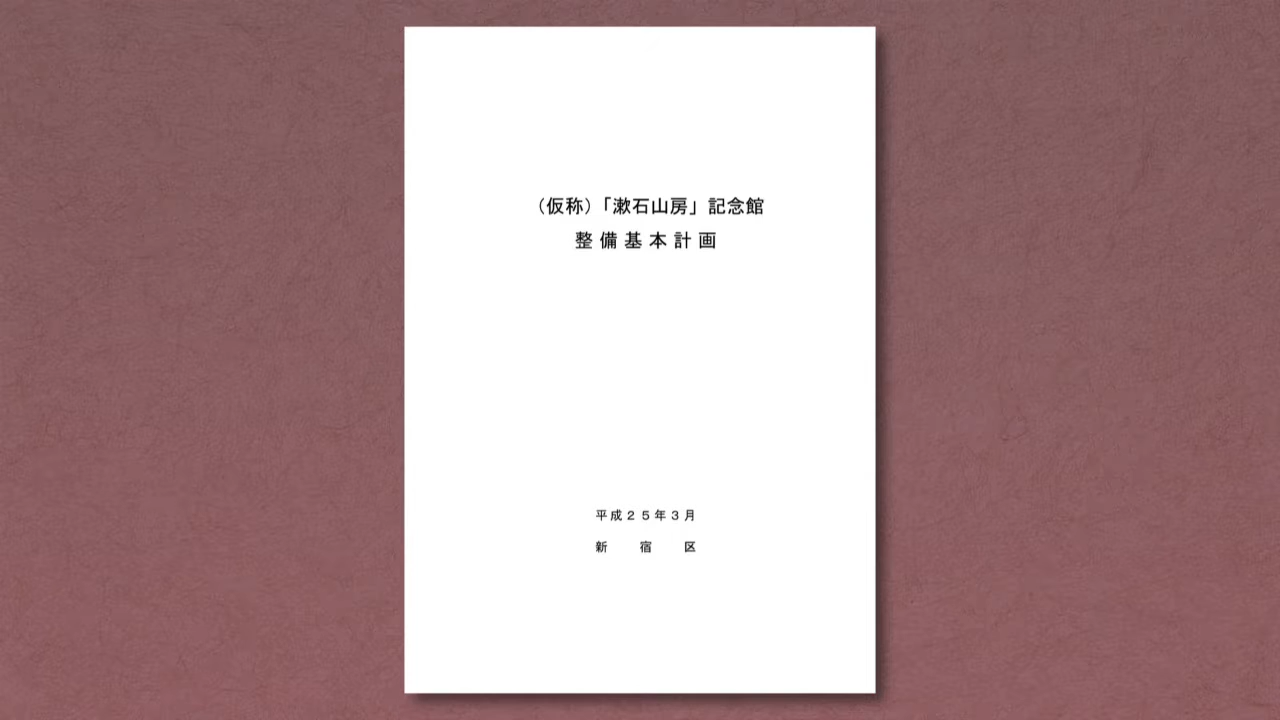 （仮称）「漱石山房」記念館
整備基本計画
平成２５年３月
新宿区